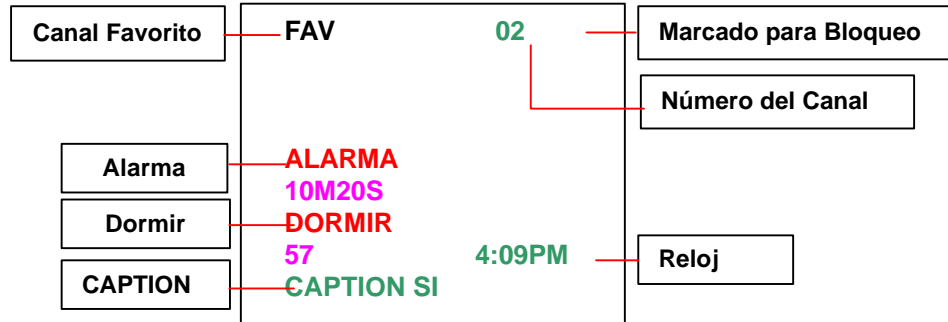 Canal Favorito
FAV
02
Marcado para Bloqueo
Número del Canal
Alarma
ALARMA
10M20S
Dormir
DORMIR
57
4:09PM
Reloj
CAPTION
CAPTION SI